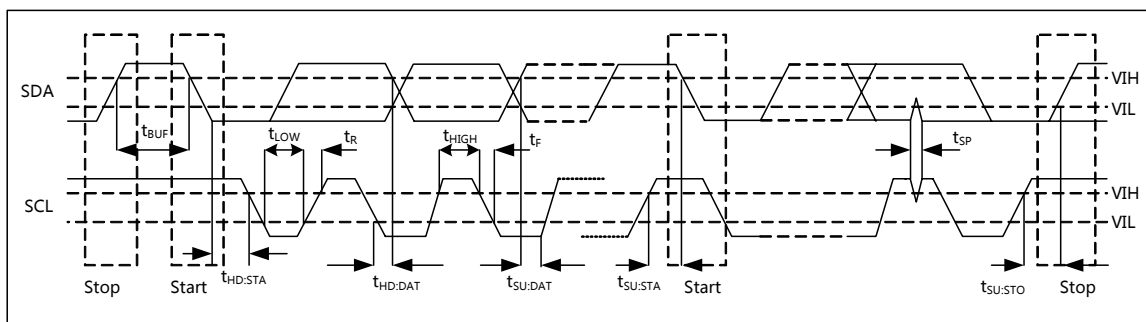 SDA
VIH
VIL
tBUF
tLOW
tR
tHIGH
tF
tSP
SCL
VIH
VIL
tHD:STA
tHD:DAT
tSU:DAT
tSU:STA
tSU:STO
Stop
Start
Start
Stop